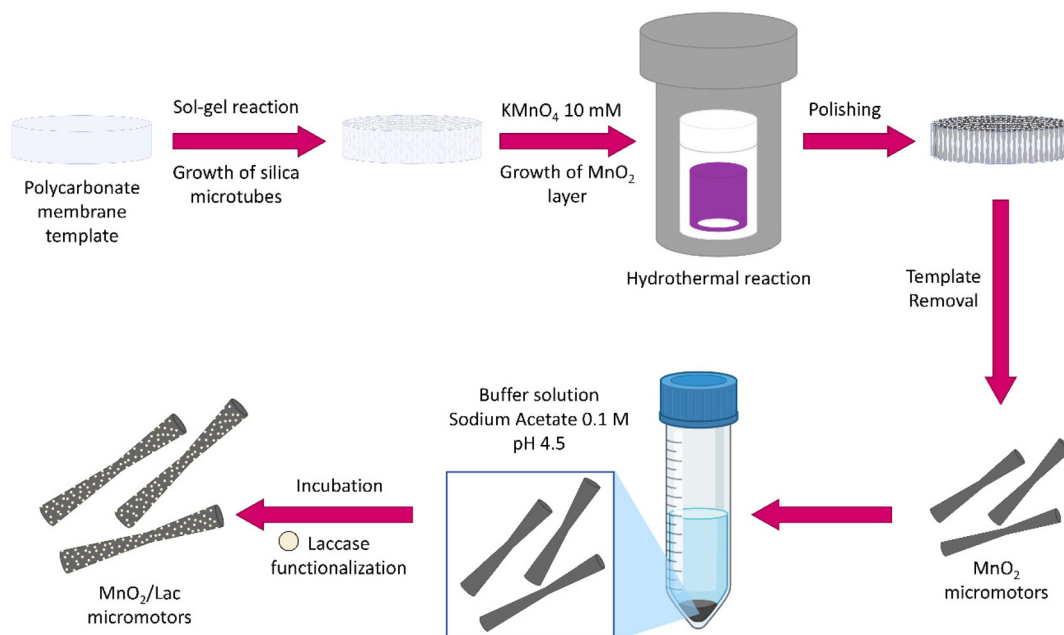 Polycarbonate
membrane
template
Sol-gel reaction
Growth of silica
microtubes
KMnO₄ 10 mM
Growth of MnO₂
layer
Hydrothermal reaction
Polishing
Template
Removal
MnO₂
micromotors
Buffer solution
Sodium Acetate 0.1 M
pH 4.5
Incubation
Laccase
functionalization
MnO₂/Lac
micromotors